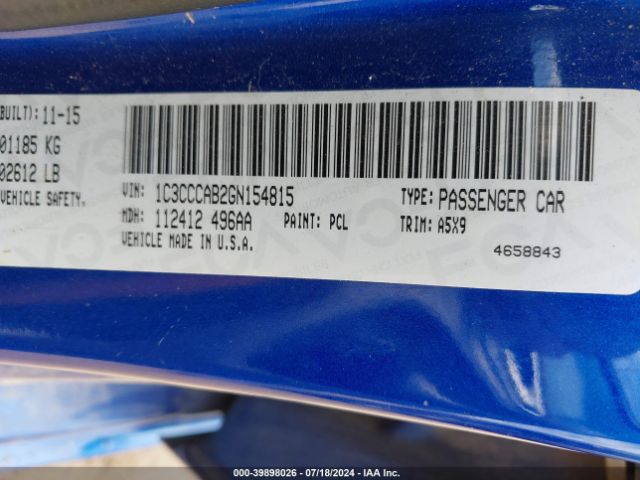 BUILT): 11-15
01185 KG
02612 LB
VEHICLE SAFETY.
VIN: 1C3CCCAB2GN154815
TYPE: PASSENGER CAR
MDH: 112412 496AA
PAINT: PCL
TRIM: A5X9
VEHICLE MADE IN U.S.A.
4658843
000-39898026 - 07/18/2024 - IAA Inc.